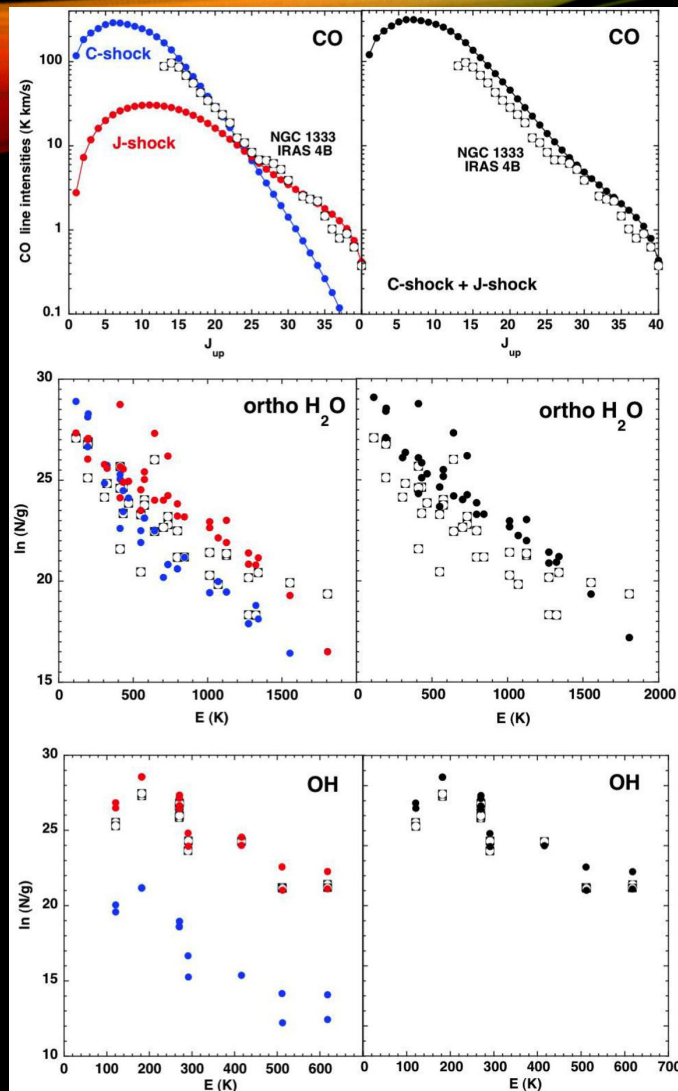 CO
C-shock
J-shock
NGC 1333
IRAS 4B
CO line intensities (K km/s)
100
10
1
0.1
0 5 10 15 20 25 30 35 0
J up
CO
NGC 1333
IRAS 4B
C-shock + J-shock
5 10 15 20 25 30 35 40
J up
ortho H2O
ln (N/g)
30
25
20
15
0 500 1000 1500
E (K)
ortho H2O
0 500 1000 1500 2000
E (K)
OH
ln (N/g)
30
25
20
15
10
0 100 200 300 400 500 600
E (K)
OH
0 100 200 300 400 500 600 700
E (K)